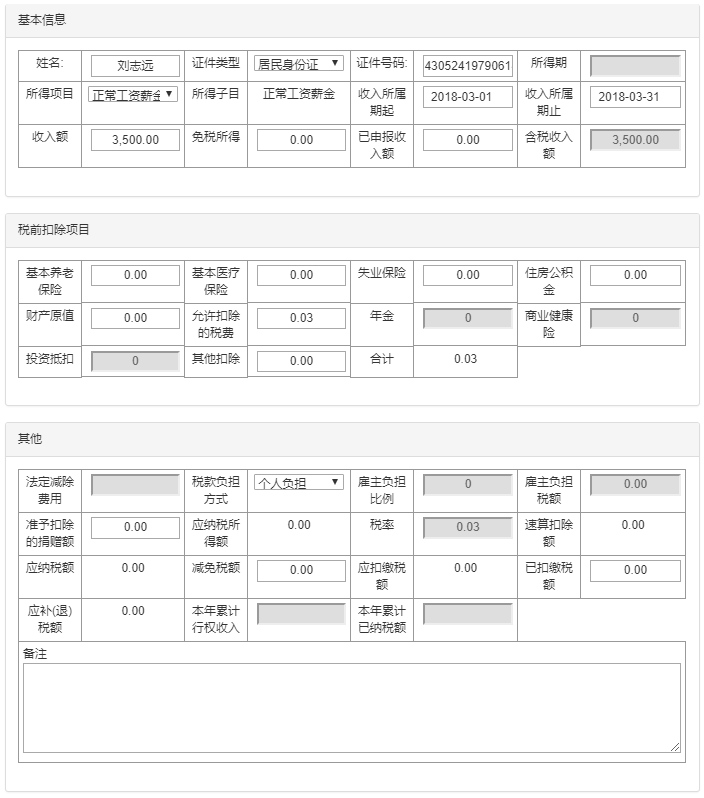 基本信息
姓名: 刘志远 证件类型 居民身份证 证件号码: 4305241979061 所得期
所得项目 正常工资薪金 所得子目 正常工资薪金 收入所属期起 2018-03-01 收入所属期止 2018-03-31
收入额 3,500.00 免税所得 0.00 已申报收入额 0.00 含税收入额 3,500.00
税前扣除项目
基本养老保险 0.00 基本医疗保险 0.00 失业保险 0.00 住房公积金 0.00
财产原值 0.00 允许扣除的税费 0.03 年金 0 商业健康险 0
投资抵扣 0 其他扣除 0.00 合计 0.03
其他
法定减除费用 税款负担方式 个人负担 雇主负担比例 0 雇主负担税额 0.00
准予扣除的捐赠额 0.00 应纳税所得额 0.00 税率 0.03 速算扣除额 0.00
应纳税额 0.00 减免税额 0.00 应扣缴税额 0.00 已扣缴税额 0.00
应补(退)税额 0.00 本年累计行权收入 本年累计已纳税额
备注